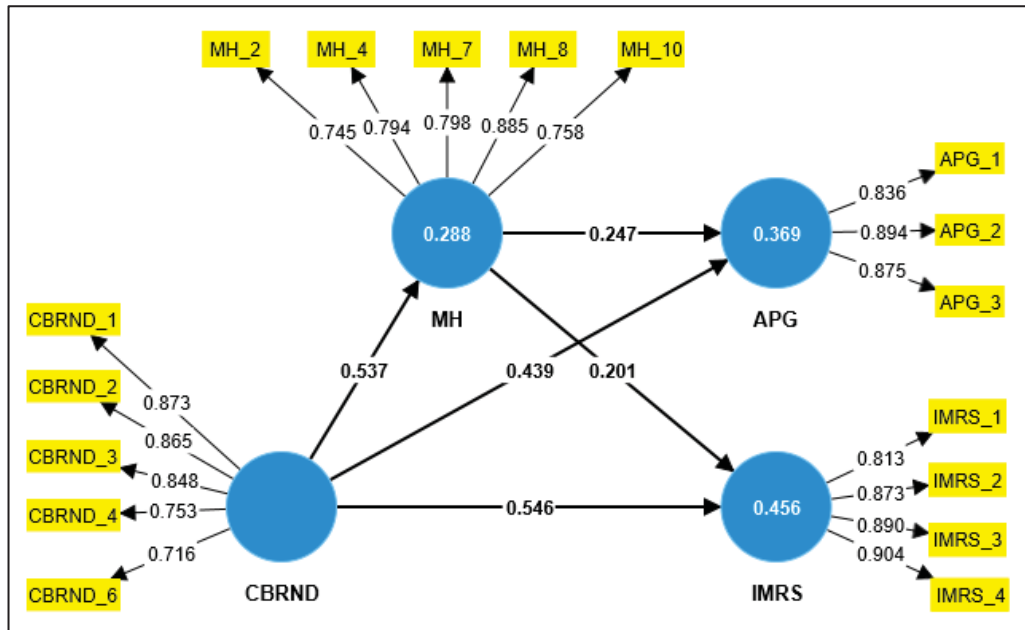 MH_2 MH_4 MH_7 MH_8 MH_10
0.745 0.794 0.798 0.885 0.758
APG_1
0.836
0.288 0.247 0.369 0.894 APG_2
0.875
APG_3
MH APG
CBRND_1
0.537 0.439 0.201
CBRND_2
0.873
IMRS_1
0.865
CBRND_3
0.813
0.848
IMRS_2
0.873
CBRND_4 0.753 0.546 0.456
0.890 IMRS_3
0.716
0.904
CBRND_6 CBRND IMRS IMRS_4